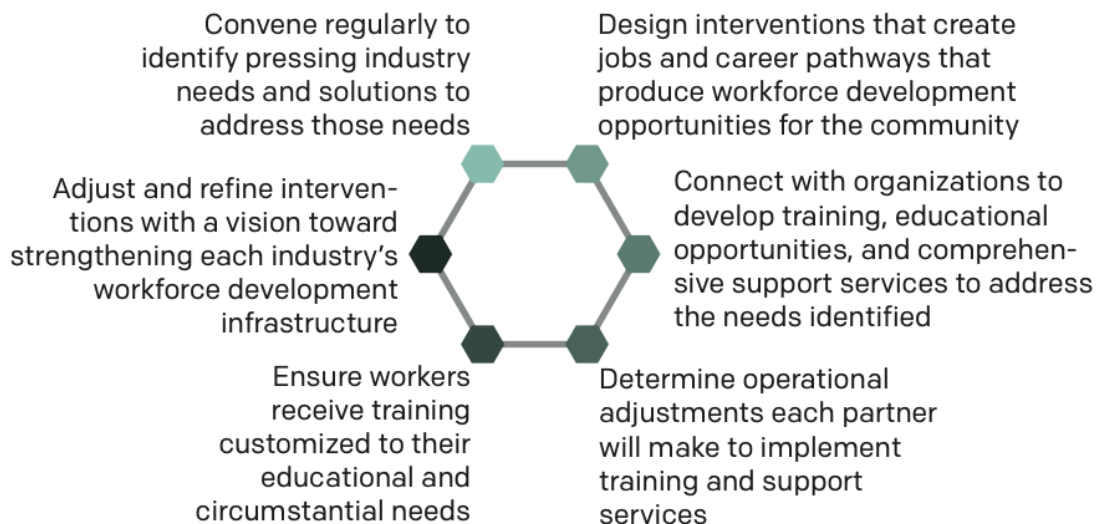 Convene regularly to
identify pressing industry
needs and solutions to
address those needs
Design interventions that create
jobs and career pathways that
produce workforce development
opportunities for the community
Connect with organizations to
develop training, educational
opportunities, and comprehen-
sive support services to address
the needs identified
Determine operational
adjustments each partner
will make to implement
training and support
services
Ensure workers
receive training
customized to their
educational and
circumstantial needs
Adjust and refine interven-
tions with a vision toward
strengthening each industry’s
workforce development
infrastructure